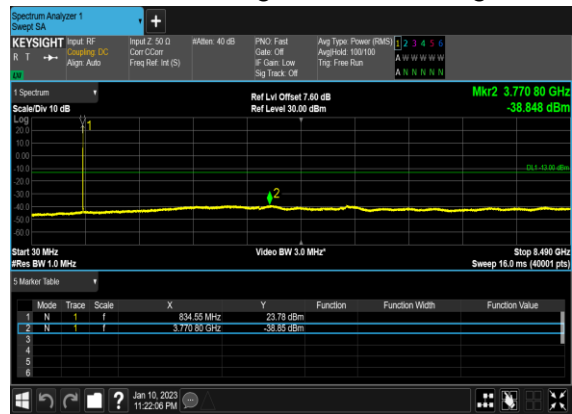 Spectrum Analyzer 1
Swept SA
+
KEYSIGHT Input: RF Input Z: 50 Ω #Atten: 40 dB PNO: Fast Avg Type: Power (RMS) 1 2 3 4 5 6
R T Coupling: DC Corr CCorr Gate: Off Avg|Hold: 100/100 A W W W W W
Align: Auto Freq Ref: Int (S) IF Gain: Low Trig: Free Run
LW Sig Track: Off A N N N N N
1 Spectrum Ref Lvl Offset 7.60 dB Mkr2 3.770 80 GHz
Scale/Div 10 dB Ref Level 30.00 dBm -38.848 dBm
Log
20.0 1
10.0
0.00
-10.0 DL1 -13.00 dBm
-20.0
-30.0 2
-40.0
-50.0
-60.0
Start 30 MHz Video BW 3.0 MHz* Stop 8.490 GHz
#Res BW 1.0 MHz Sweep 16.0 ms (40001 pts)
5 Marker Table
Mode Trace Scale X Y Function Function Width Function Value
1 N 1 f 834.55 MHz 23.78 dBm
2 N 1 f 3.770 80 GHz -38.85 dBm
3
4
5
6
? Jan 10, 2023
11:22:06 PM